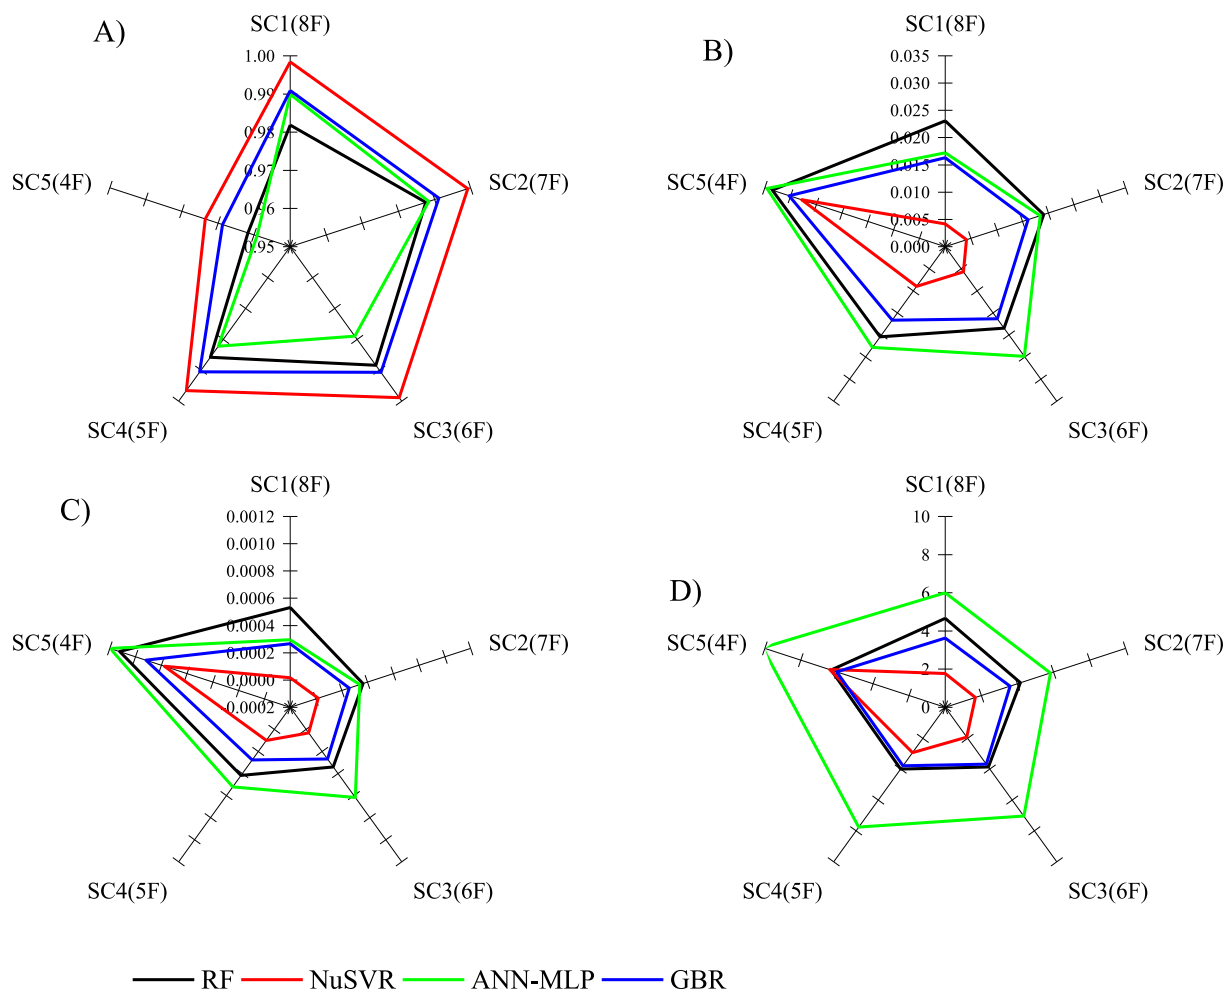 A)
SC1(8F)
1.00
0.99
0.98
0.97
0.96
0.95
SC2(7F)
SC3(6F)
SC4(5F)
SC5(4F)
B)
SC1(8F)
0.035
0.030
0.025
0.020
0.015
0.010
0.005
0.000
SC2(7F)
SC3(6F)
SC4(5F)
SC5(4F)
C)
SC1(8F)
0.0012
0.0010
0.0008
0.0006
0.0004
0.0002
0.0000
0.0002
SC2(7F)
SC3(6F)
SC4(5F)
SC5(4F)
D)
SC1(8F)
10
8
6
4
2
0
SC2(7F)
SC3(6F)
SC4(5F)
SC5(4F)
RF NuSVR ANN-MLP GBR